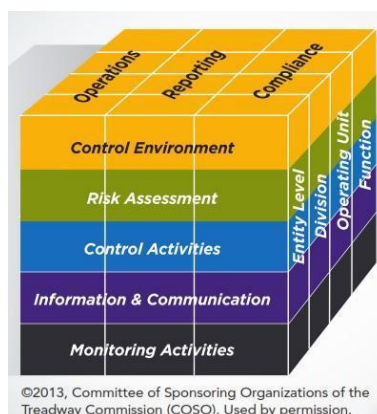 Operations
Reporting
Compliance
Control Environment
Risk Assessment
Control Activities
Information & Communication
Monitoring Activities
Entity Level
Division
Operating Unit
Function
©2013, Committee of Sponsoring Organizations of the
Treadway Commission (COSO). Used by permission.